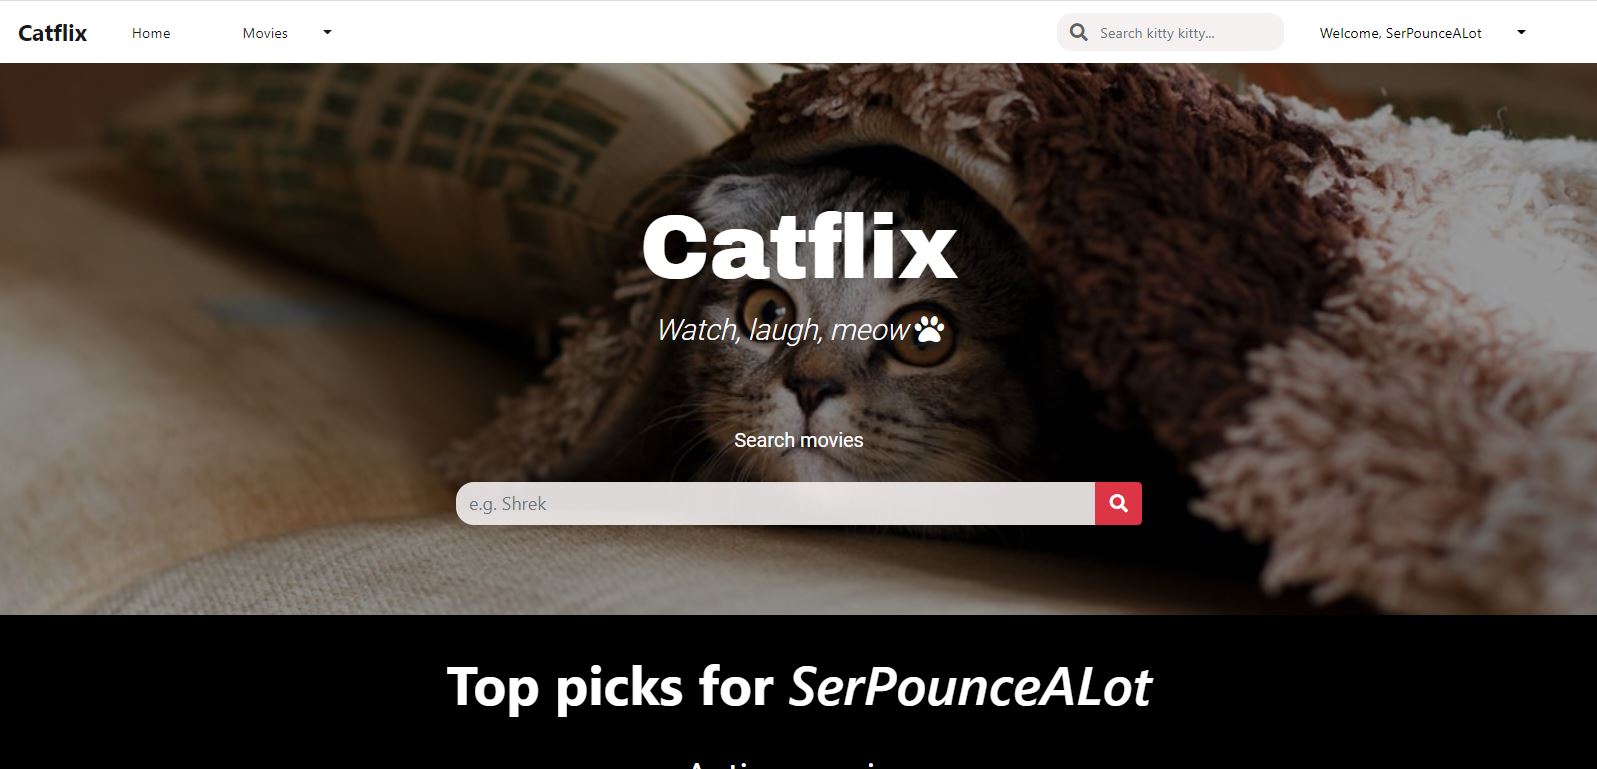 Catflix Home Movies Search kitty kitty... Welcome, SerPounceALot
Catflix
Watch, laugh, meow
Search movies
e.g. Shrek
Top picks for SerPounceALot